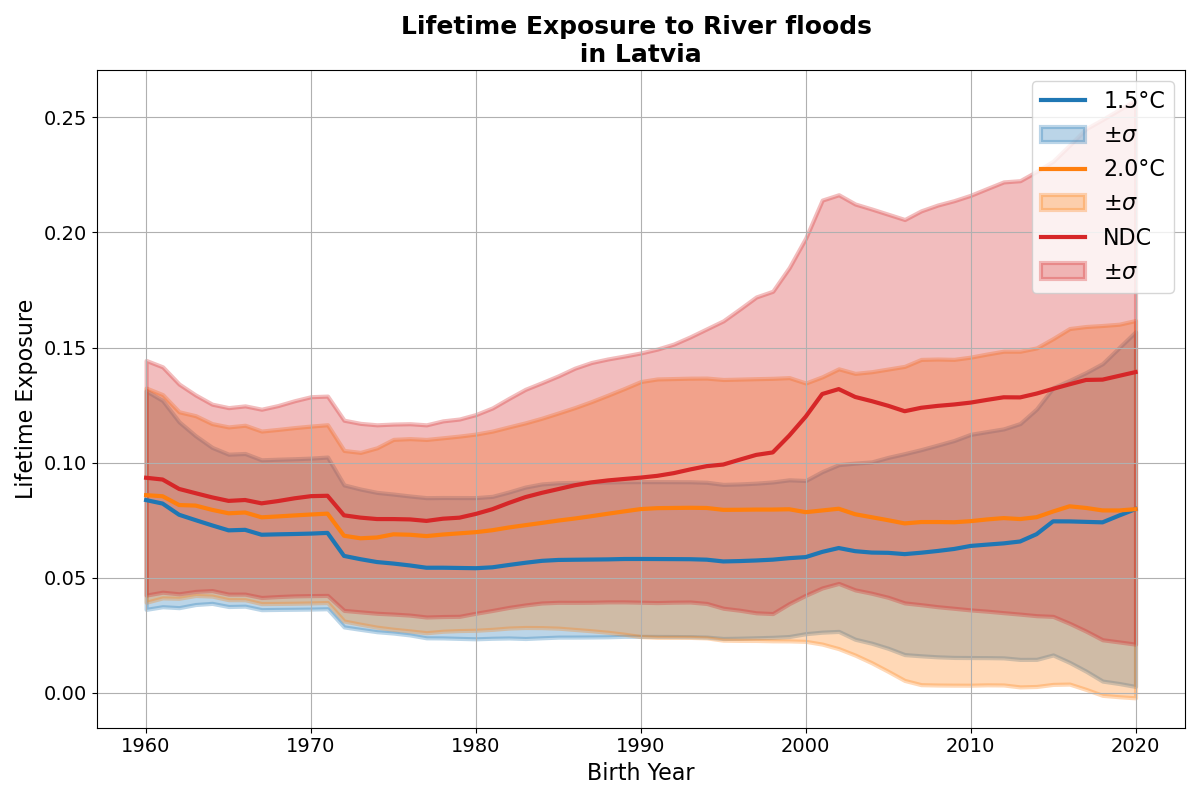 Lifetime Exposure to River floods
in Latvia
0.25
0.20
0.15
0.10
0.05
0.00
Lifetime Exposure
1.5°C
±σ
2.0°C
±σ
NDC
±σ
1960 1970 1980 1990 2000 2010 2020
Birth Year